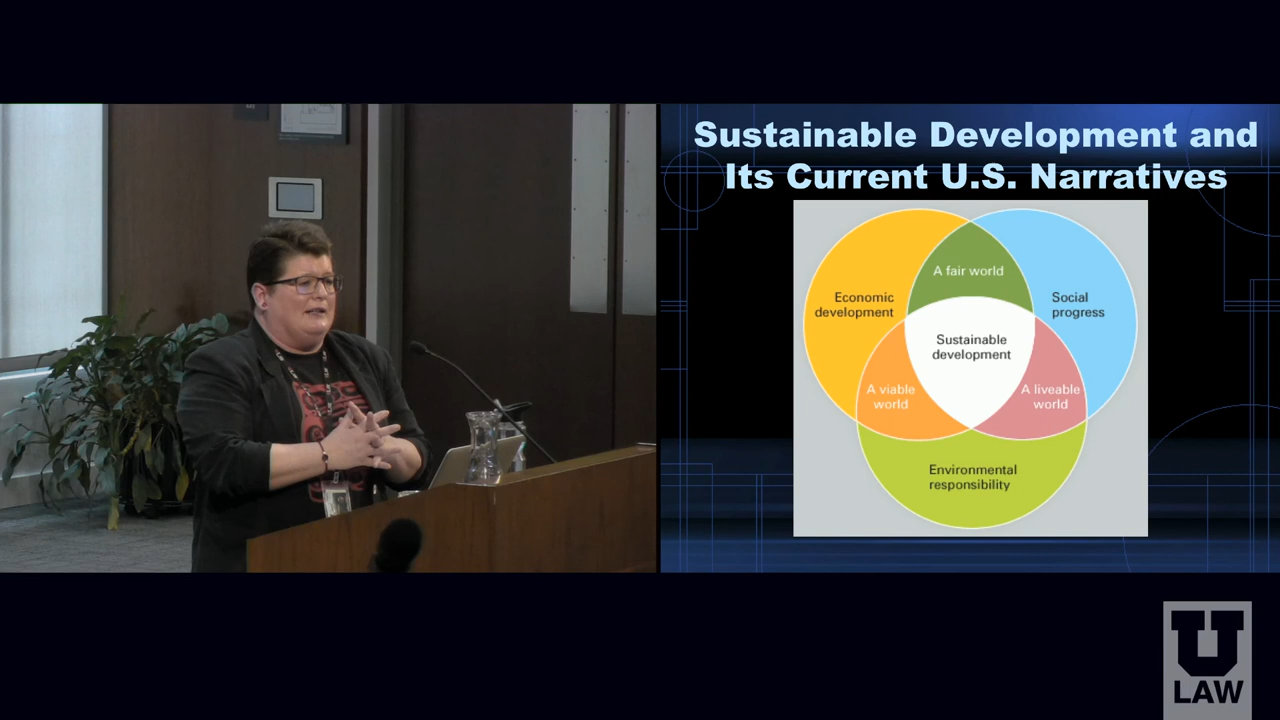 Sustainable Development and
Its Current U.S. Narratives
A fair world
Economic
development
Social
progress
Sustainable
development
A viable
world
A liveable
world
Environmental
responsibility
U
LAW